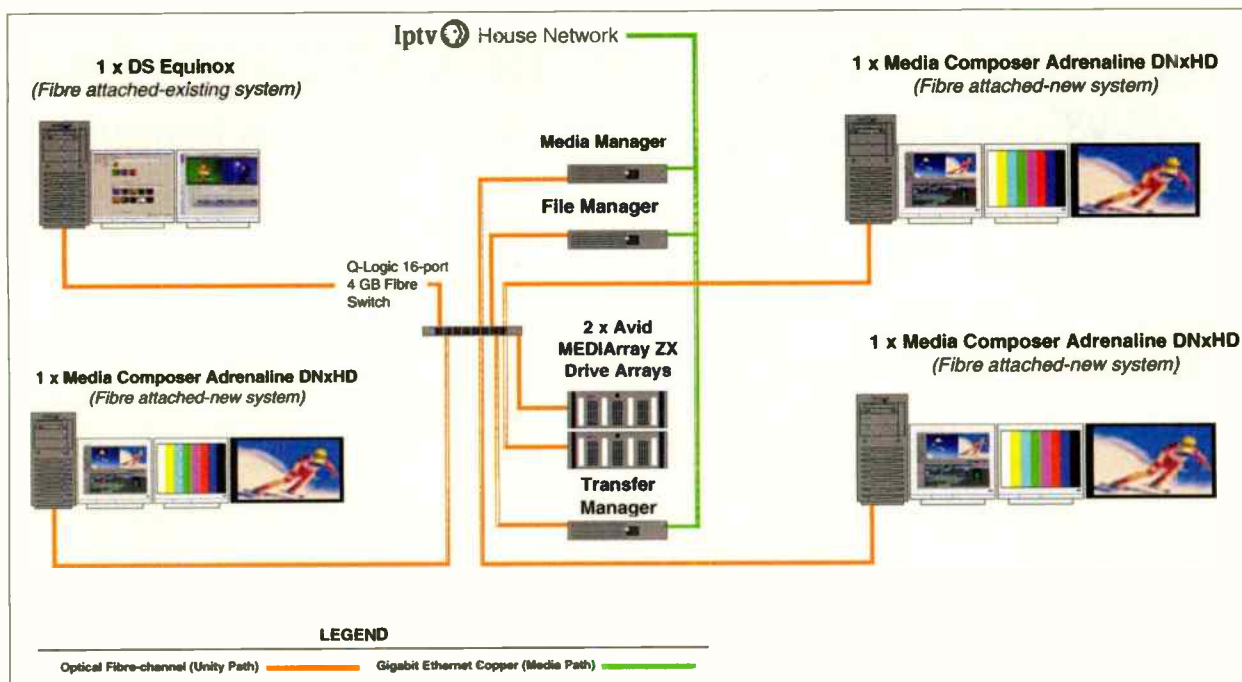 Iptv House Network
1 x DS Equinox
(Fibre attached-existing system)
1 x Media Composer Adrenaline DNxHD
(Fibre attached-new system)
Media Manager
File Manager
Q-Logic 16-port
4 GB Fibre
Switch
2 x Avid
MEDIArray ZX
Drive Arrays
1 x Media Composer Adrenaline DNxHD
(Fibre attached-new system)
1 x Media Composer Adrenaline DNxHD
(Fibre attached-new system)
Transfer
Manager
LEGEND
Optical Fibre-channel (Unity Path)
Gigabit Ethernet Copper (Media Path)